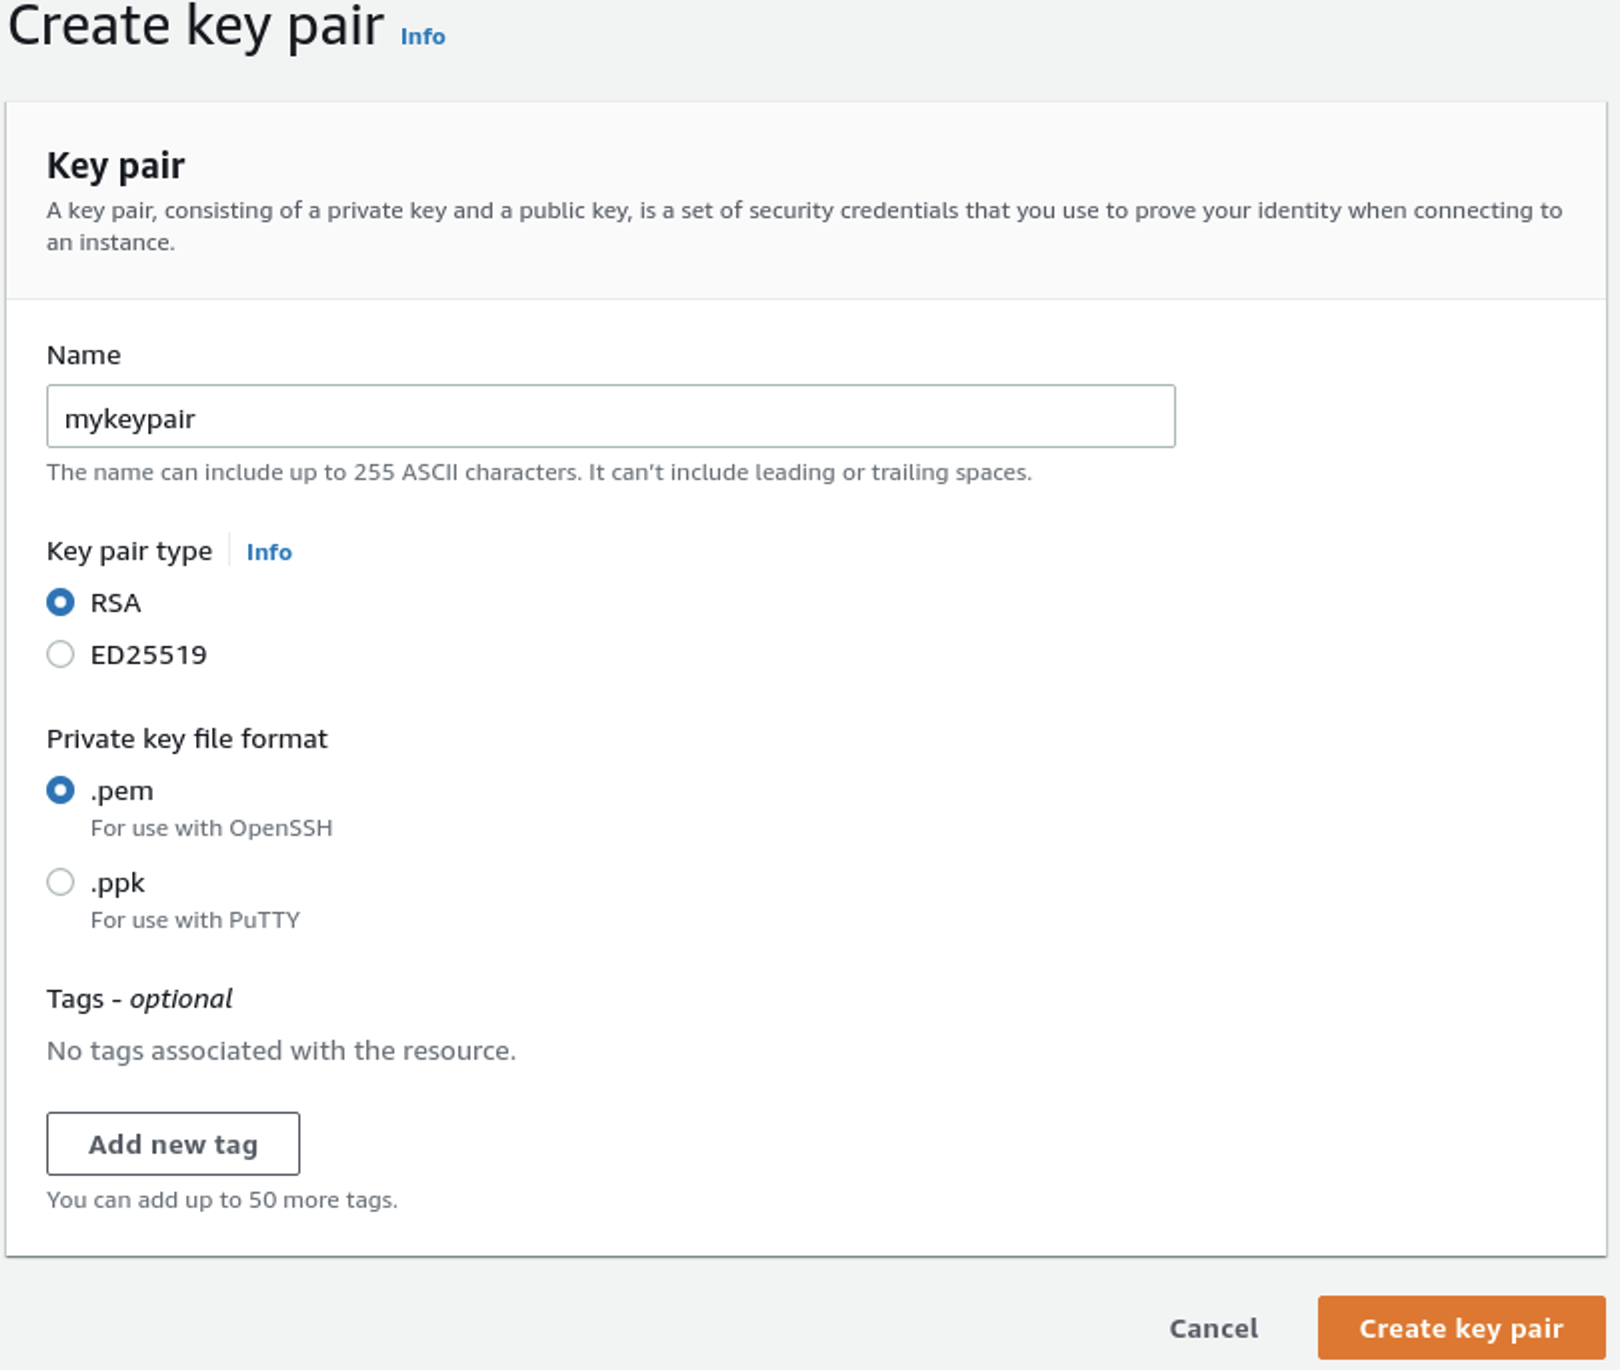 Create key pair Info
Key pair
A key pair, consisting of a private key and a public key, is a set of security credentials that you use to prove your identity when connecting to
an instance.
Name
mykeypair
The name can include up to 255 ASCII characters. It can't include leading or trailing spaces.
Key pair type Info
RSA
ED25519
Private key file format
.pem
For use with OpenSSH
.ppk
For use with PuTTY
Tags - optional
No tags associated with the resource.
Add new tag
You can add up to 50 more tags.
Cancel Create key pair